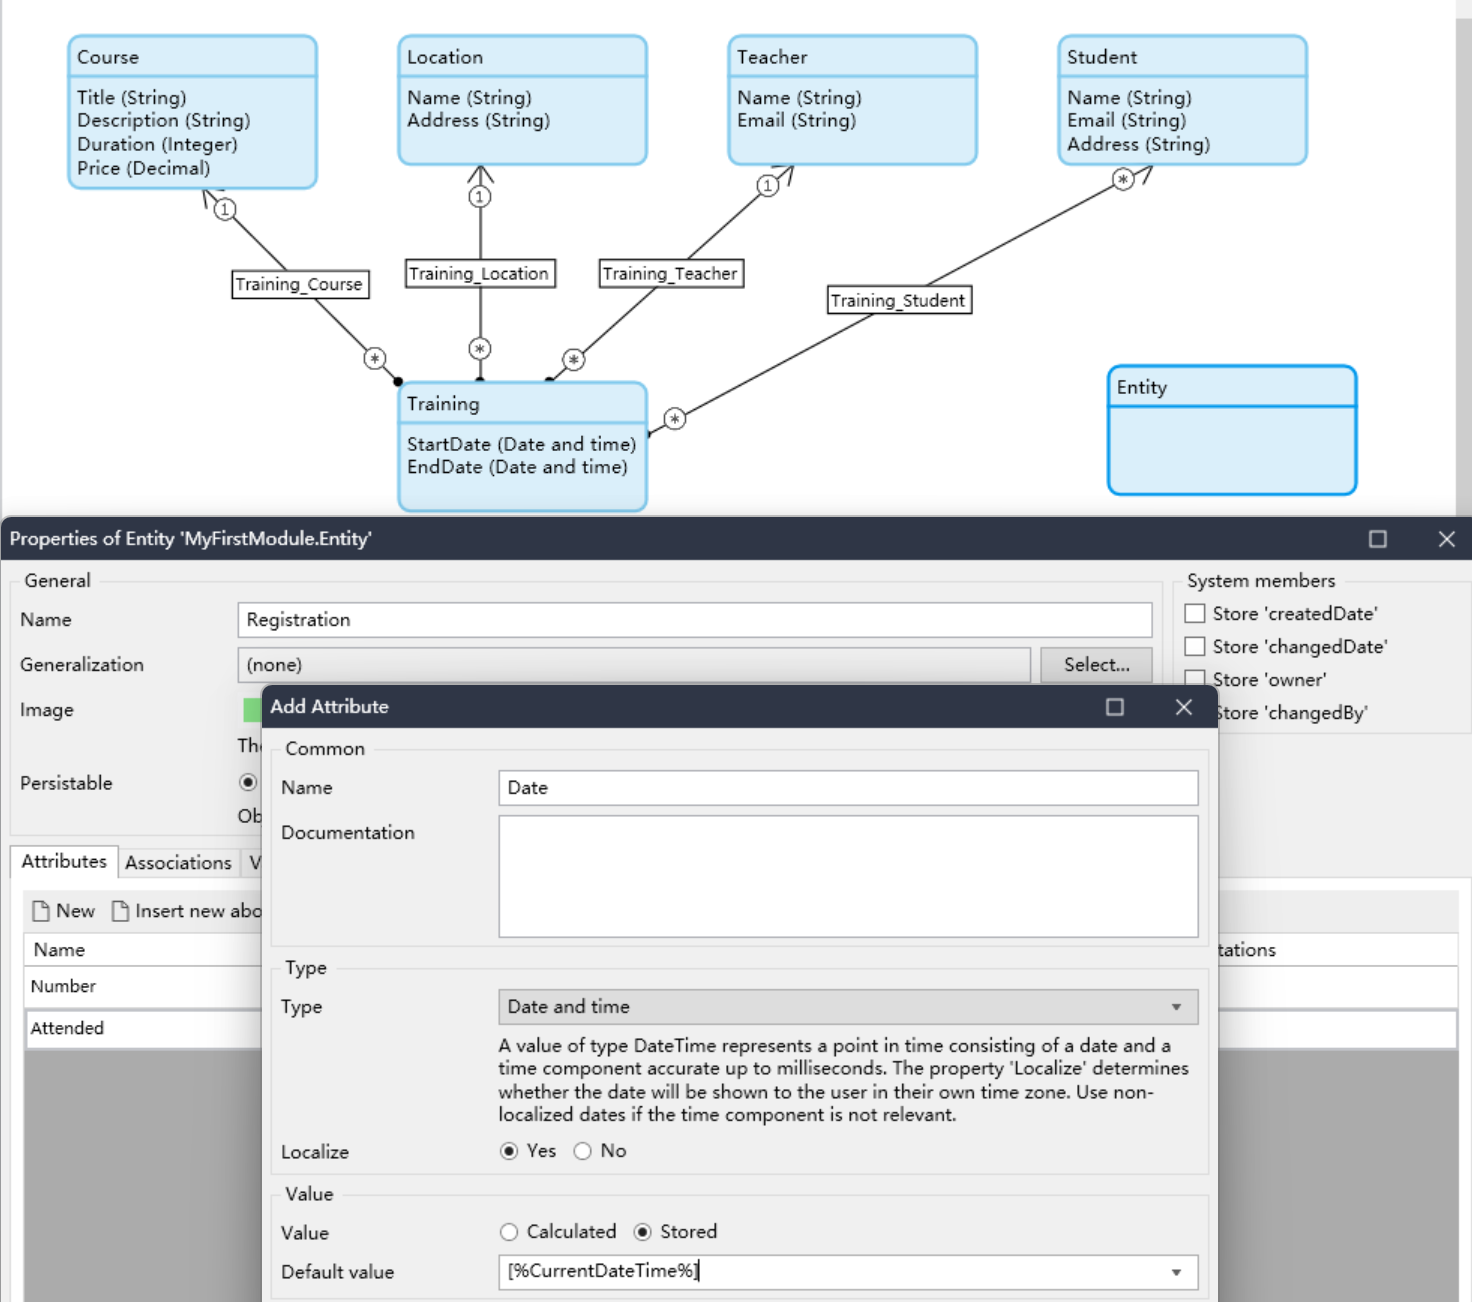 Course
Title (String)
Description (String)
Duration (Integer)
Price (Decimal)
Location
Name (String)
Address (String)
Teacher
Name (String)
Email (String)
Student
Name (String)
Email (String)
Address (String)
1
1
1
*
Training_Course
Training_Location
Training_Teacher
Training_Student
*
*
*
*
Training
StartDate (Date and time)
EndDate (Date and time)
Entity
Properties of Entity 'MyFirstModule.Entity'
General
Name
Registration
Generalization
(none)
Select...
Image
Persistable
System members
Store 'createdDate'
Store 'changedDate'
Store 'owner'
Store 'changedBy'
Attributes
Associations
New
Insert new abo
Name
tations
Number
Attended
Add Attribute
Common
Name
Date
Documentation
Type
Type
Date and time
A value of type DateTime represents a point in time consisting of a date and a
time component accurate up to milliseconds. The property 'Localize' determines
whether the date will be shown to the user in their own time zone. Use non-
localized dates if the time component is not relevant.
Localize
Yes
No
Value
Value
Calculated
Stored
Default value
[%CurrentDateTime%]